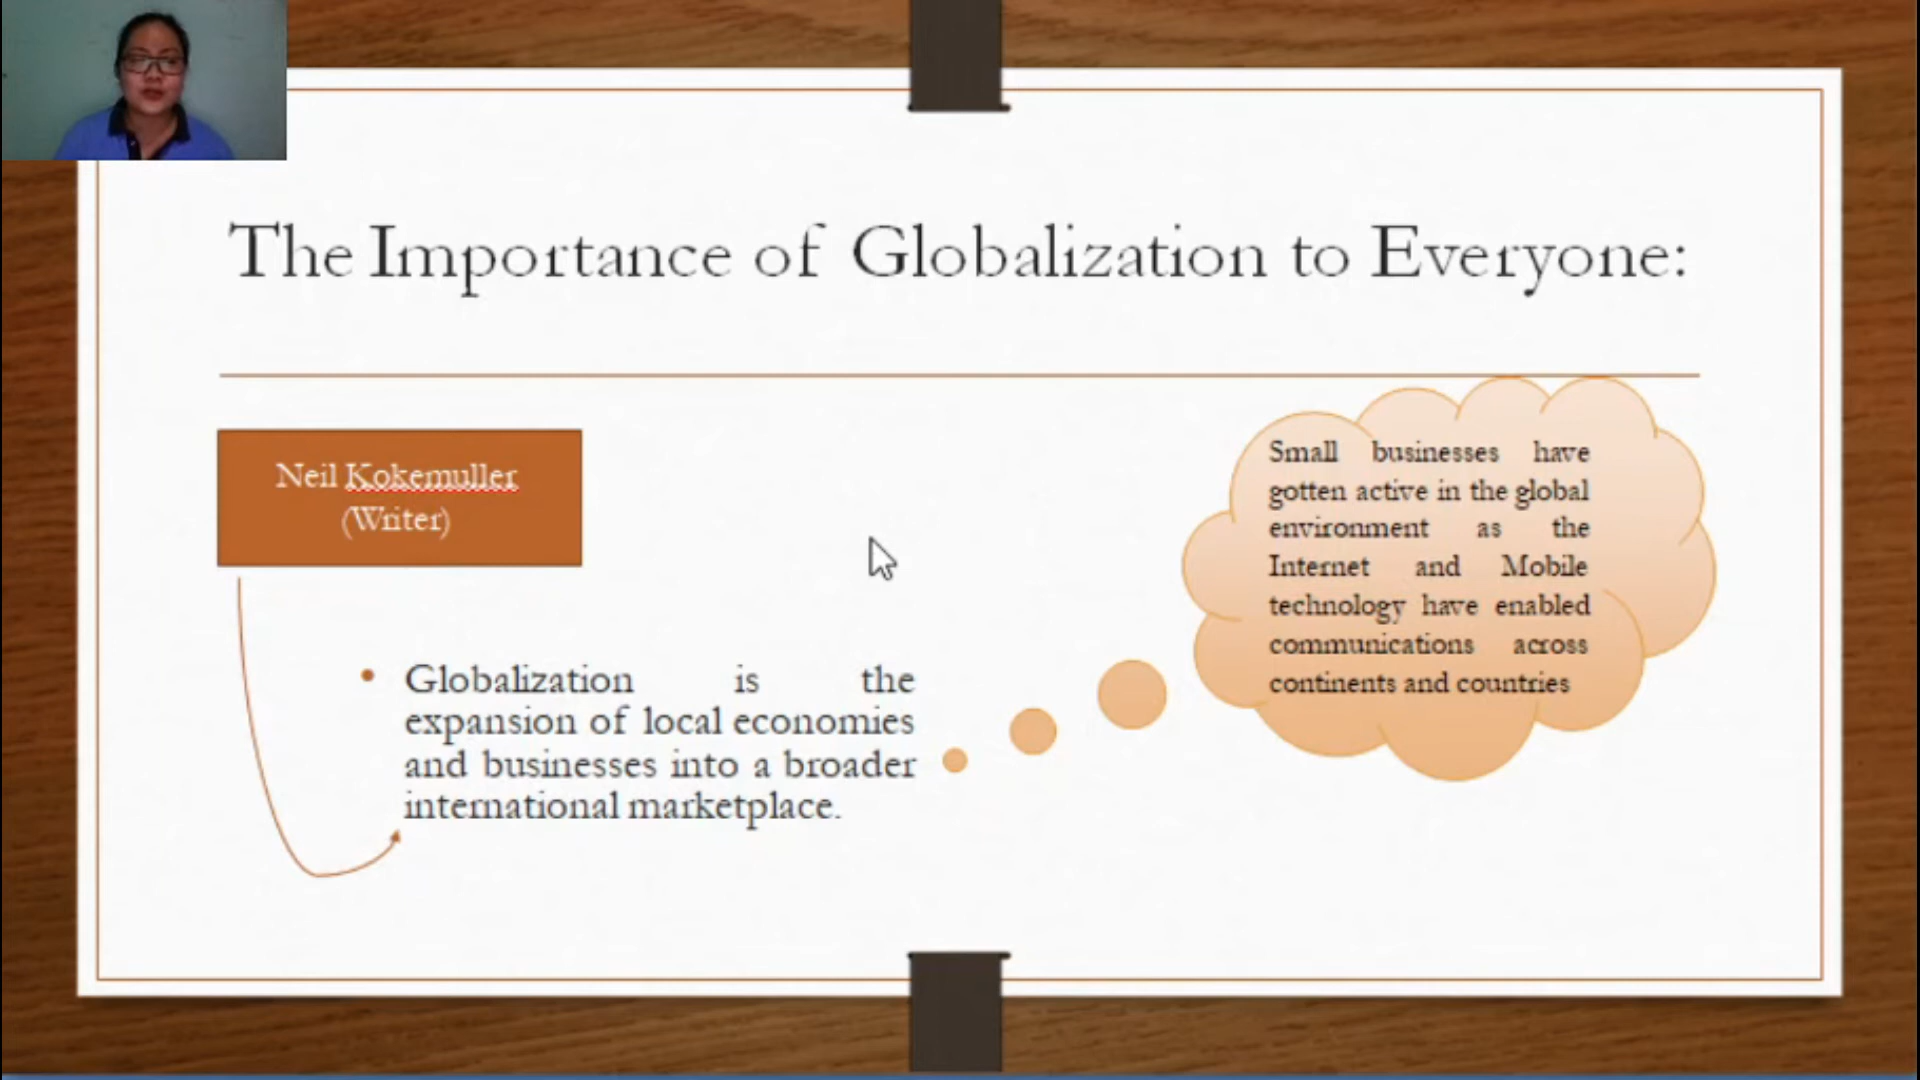 The Importance of Globalization to Everyone:
Neil Kokemuller
(Writer)
Globalization is the
expansion of local economies
and businesses into a broader
international marketplace.
Small businesses have
gotten active in the global
environment as the
Internet and Mobile
technology have enabled
communications across
continents and countries